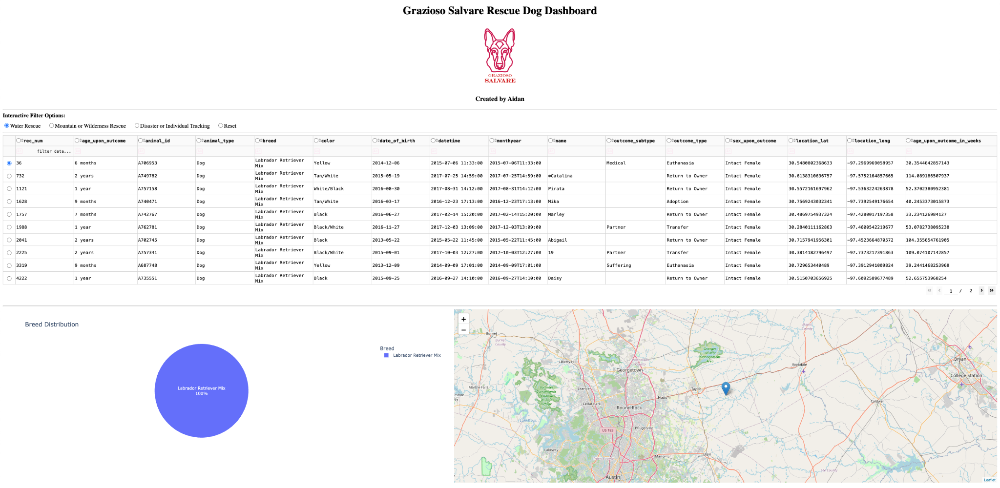 Grazioso Salvare Rescue Dog Dashboard
GRAZIOSO
SALVARE
Created by Aidan
Interactive Filter Options:
Water Rescue Mountain or Wilderness Rescue Disaster or Individual Tracking Reset
rec_num age_upon_outcome animal_id animal_type breed color date_of_birth datetime monthyear name outcome_subtype outcome_type sex_upon_outcome location_lat location_long age_upon_outcome_in_weeks
filter data...
36 6 months A706953 Dog Labrador Retriever Mix Yellow 2014-12-06 2015-07-06 11:33:00 2015-07-06T11:33:00 Medical Euthanasia Intact Female 30.5480802368633 -97.2969969058957 30.3544642857143
732 2 years A749782 Dog Labrador Retriever Mix Tan/White 2015-05-19 2017-07-25 14:59:00 2017-07-25T14:59:00 *Catalina Return to Owner Intact Female 30.6138310636757 -97.5752164857665 114.089186507937
1121 1 year A757158 Dog Labrador Retriever Mix White/Black 2016-08-30 2017-08-31 14:12:00 2017-08-31T14:12:00 Pirata Return to Owner Intact Female 30.5572161697962 -97.5363224263878 52.3702380952381
1628 9 months A740471 Dog Labrador Retriever Mix Tan/White 2016-03-17 2016-12-23 17:13:00 2016-12-23T17:13:00 Mika Adoption Intact Female 30.7569243032341 -97.7392549176654 40.2453373015873
1757 7 months A742767 Dog Labrador Retriever Mix Black 2016-06-27 2017-02-14 15:20:00 2017-02-14T15:20:00 Marley Return to Owner Intact Female 30.4869754937324 -97.4280017197358 33.234126984127
1988 1 year A762781 Dog Labrador Retriever Mix Black/White 2016-11-27 2017-12-03 13:09:00 2017-12-03T13:09:00 Partner Transfer Intact Female 30.2840111162863 -97.4600542219677 53.0782738095238
2041 2 years A702745 Dog Labrador Retriever Mix Black 2013-05-22 2015-05-22 11:45:00 2015-05-22T11:45:00 Abigail Return to Owner Intact Female 30.7157941956301 -97.4523664870572 104.355654761905
2225 2 years A757341 Dog Labrador Retriever Mix Black/White 2015-09-01 2017-10-03 12:27:00 2017-10-03T12:27:00 19 Partner Transfer Intact Female 30.3814182796497 -97.7373217391863 109.074107142857
3319 9 months A687748 Dog Labrador Retriever Mix Yellow 2013-12-09 2014-09-09 17:01:00 2014-09-09T17:01:00 Suffering Euthanasia Intact Female 30.729653440489 -97.3912941009824 39.2441468253968
4222 1 year A735551 Dog Labrador Retriever Mix Black 2015-09-25 2016-09-27 14:10:00 2016-09-27T14:10:00 Daisy Return to Owner Intact Female 30.5150703656925 -97.6092589677489 52.655753968254
« ‹ 1 / 2 › »
Breed Distribution
Breed
Labrador Retriever Mix
Labrador Retriever Mix
100%
+
−
Burnet
Burnet
County
Milam
County
Granger
Wildlife
Management
Area
Liberty Hill
Williamson
County
Georgetown
Rockdale
Bryan
College Station
Marble Falls
Balcones
Canyonlands
National
Wildlife
Refuge
Leander
Taylor
Hutto
Caldwell
Cedar Park
Round Rock
Lake Travis
Pflugerville
US 183
Lakeway
Manor
Elgin
Travis County
Lee County
Austin
Leaflet